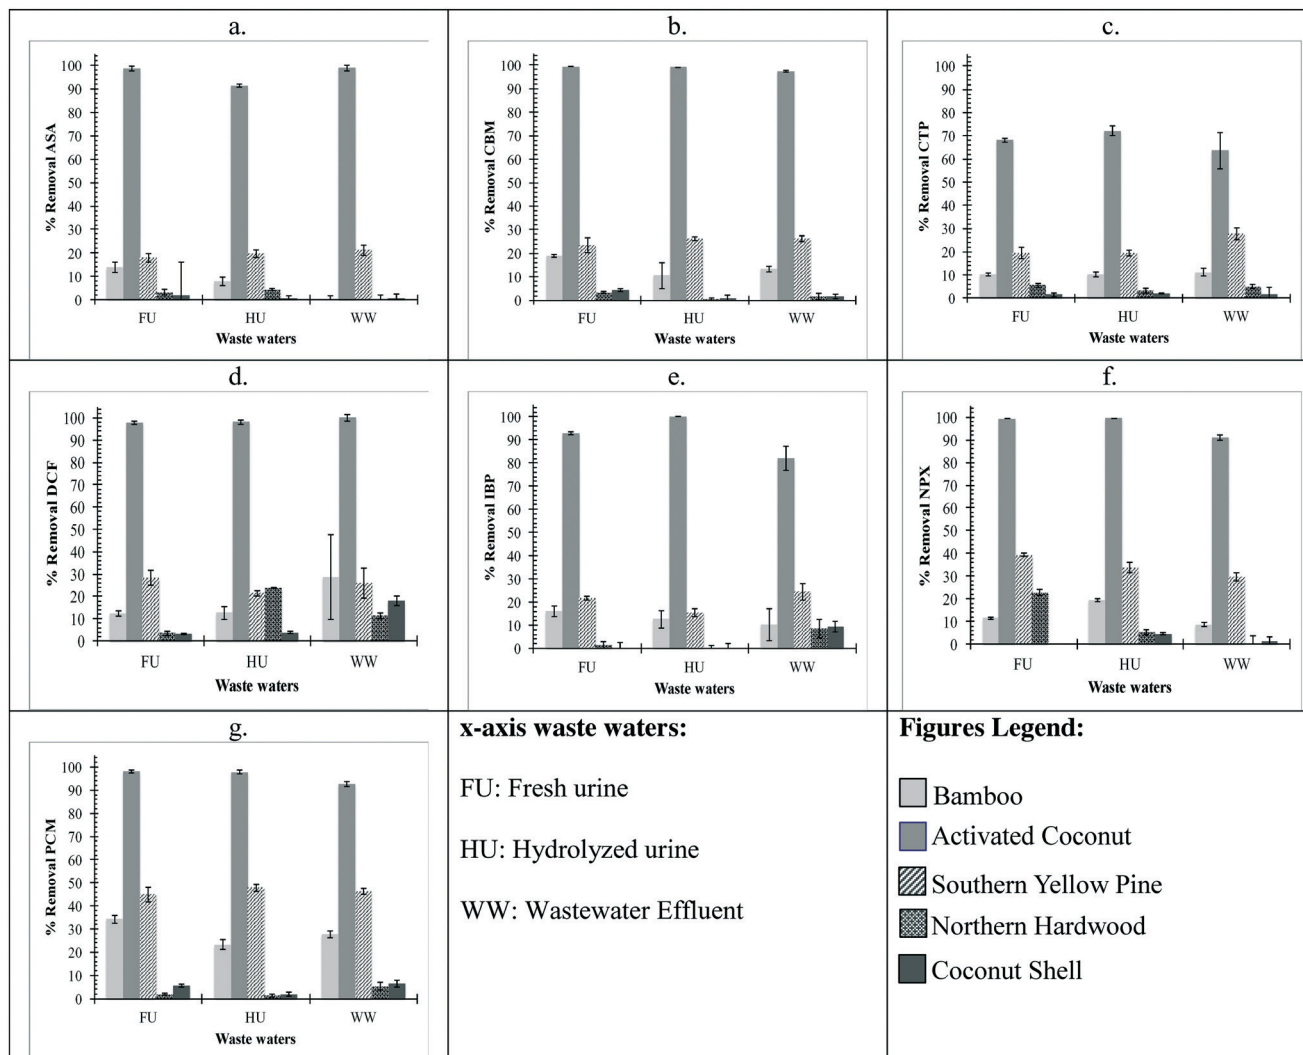 a.
% Removal ASA
100
90
80
70
60
50
40
30
20
10
0
FU HU WW
Waste waters
b.
% Removal CBM
100
90
80
70
60
50
40
30
20
10
0
FU HU WW
Waste waters
c.
% Removal CTP
100
90
80
70
60
50
40
30
20
10
0
FU HU WW
Waste waters
d.
% Removal DCF
100
90
80
70
60
50
40
30
20
10
0
FU HU WW
Waste waters
e.
% Removal IBP
100
90
80
70
60
50
40
30
20
10
0
FU HU WW
Waste waters
f.
% Removal NPX
100
90
80
70
60
50
40
30
20
10
0
FU HU WW
Waste waters
g.
% Removal PCM
100
90
80
70
60
50
40
30
20
10
0
FU HU WW
Waste waters
x-axis waste waters:
FU: Fresh urine
HU: Hydrolyzed urine
WW: Wastewater Effluent
Figures Legend:
Bamboo
Activated Coconut
Southern Yellow Pine
Northern Hardwood
Coconut Shell